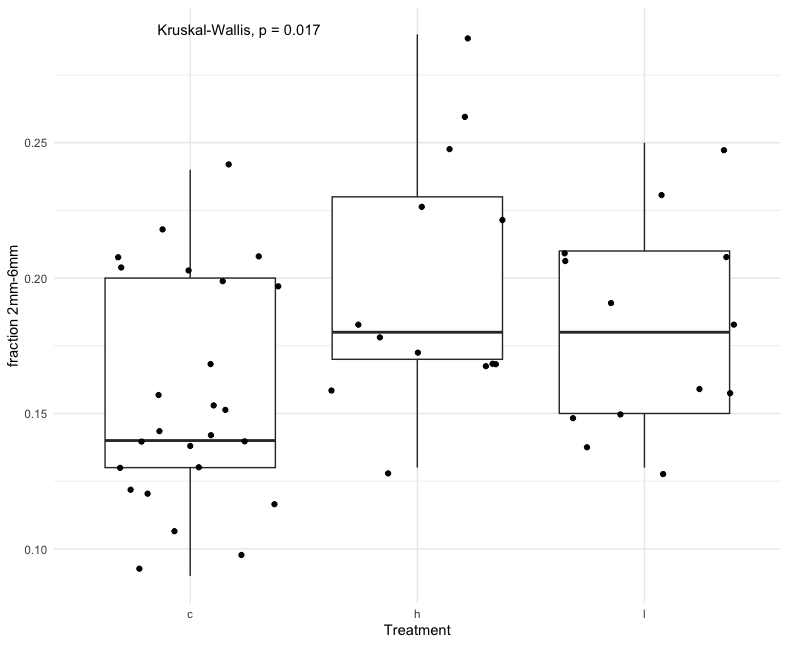 Kruskal-Wallis, p = 0.017
0.25
0.20
0.15
0.10
fraction 2mm-6mm
c
h
l
Treatment